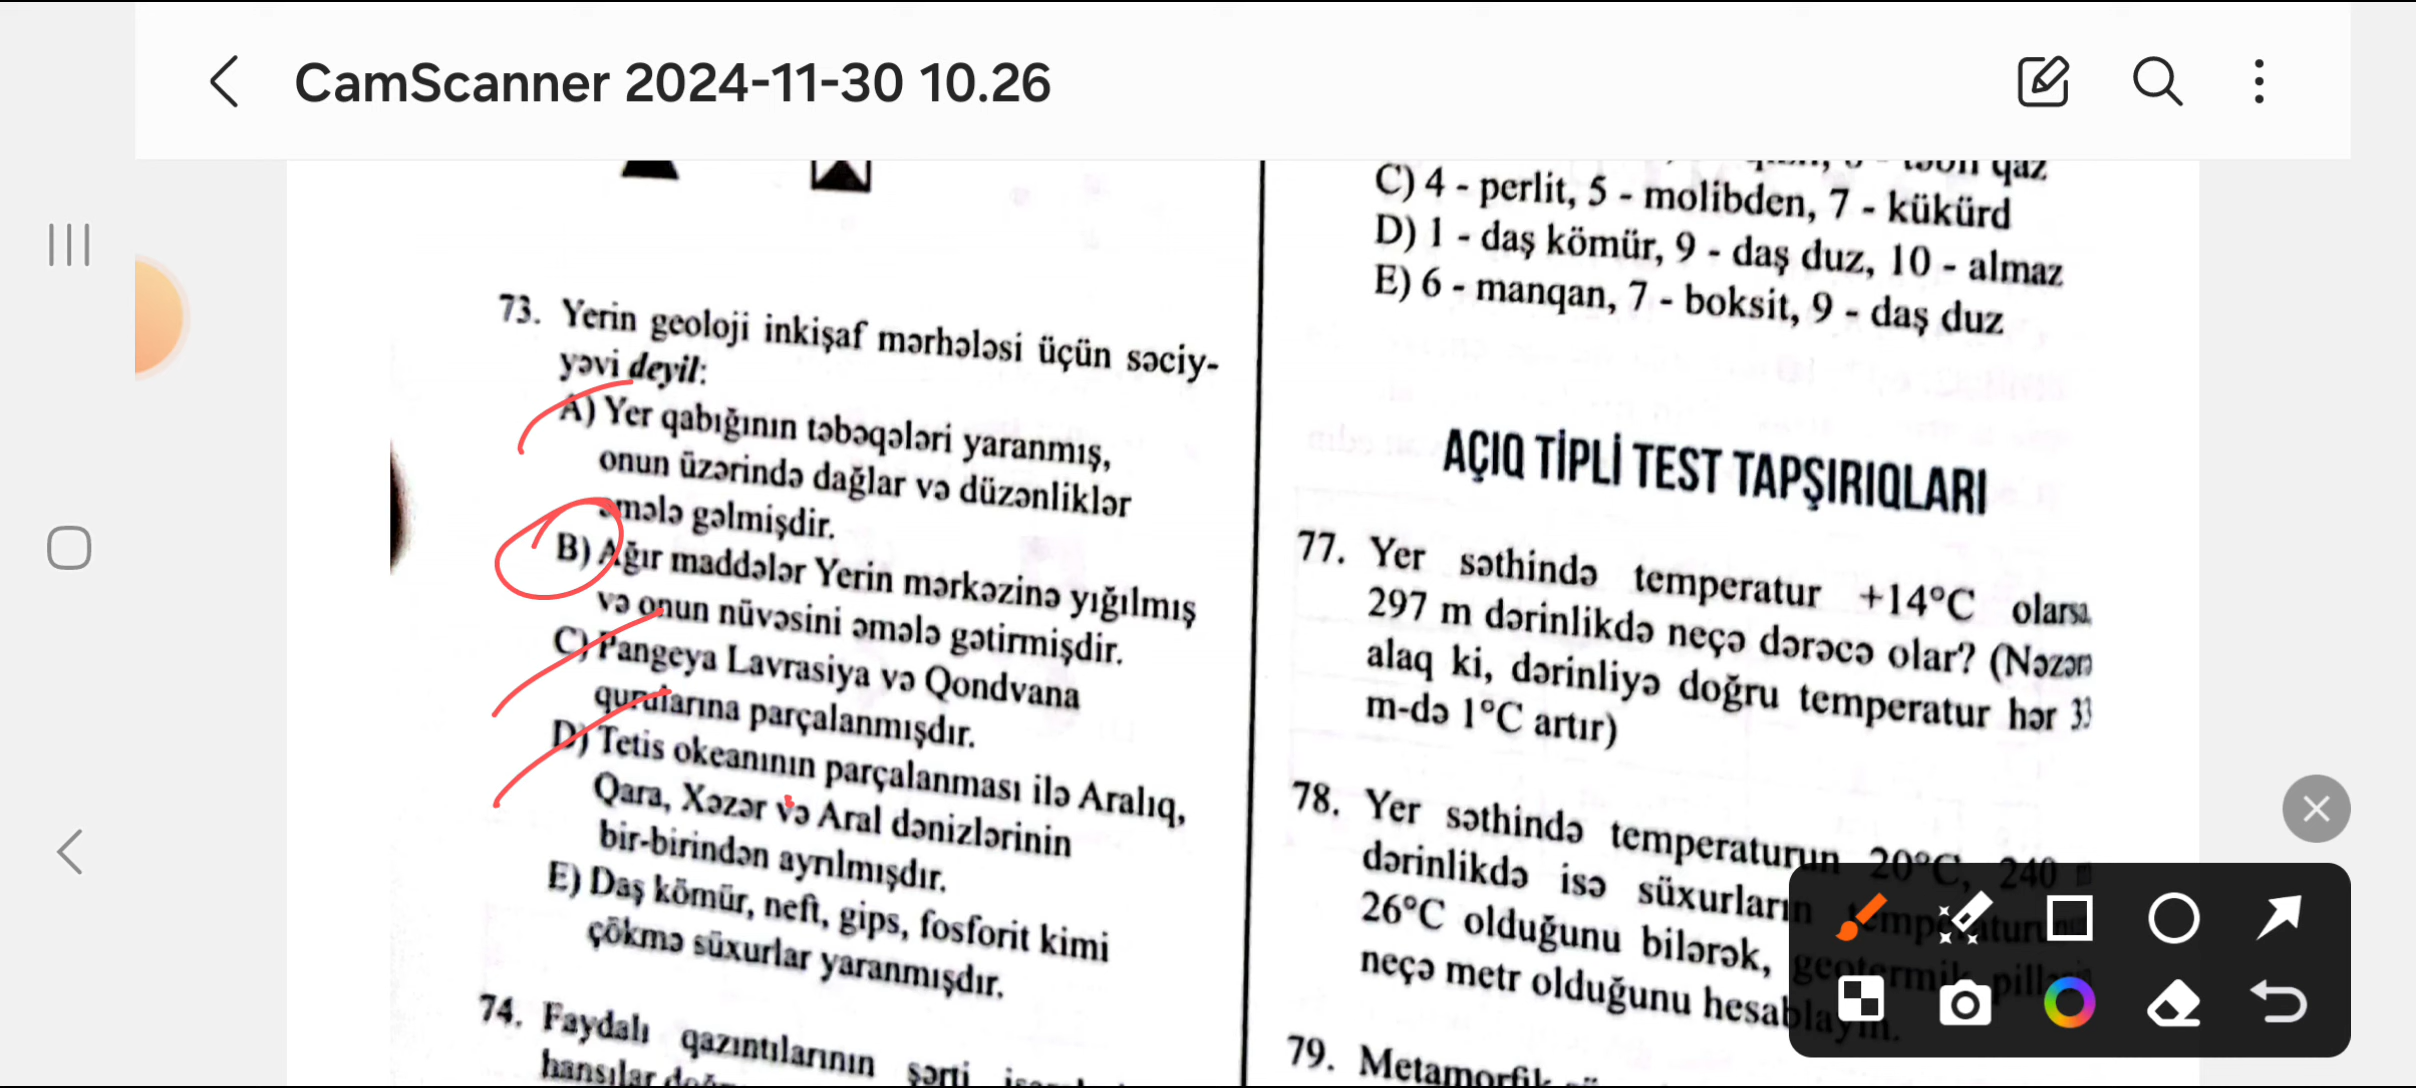 CamScanner 2024-11-30 10.26
73. Yerin geoloji inkişaf mərhələsi üçün səciy-
yəvi deyil:
A) Yer qabığının təbəqələri yaranmış,
onun üzərində dağlar və düzənliklər
əmələ gəlmişdir.
B) Ağır maddələr Yerin mərkəzinə yığılmış
və onun nüvəsini əmələ gətirmişdir.
C) Pangeya Lavrasiya və Qondvana
qurularına parçalanmışdır.
D) Tetis okeanının parçalanması ilə Aralıq,
Qara, Xəzər və Aral dənizlərinin
bir-birindən ayrılmışdır.
E) Daş kömür, neft, gips, fosforit kimi
çökmə süxurlar yaranmışdır.
74. Faydalı qazıntılarının şərti
hansılar
qaz
C) 4 - perlit, 5 - molibden, 7 - kükürd
D) 1 - daş kömür, 9 - daş duz, 10 - almaz
E) 6 - manqan, 7 - boksit, 9 - daş duz
AÇIQ TİPLİ TEST TAPŞIRIQLARI
77. Yer səthində temperatur +14°C olarsa
297 m dərinlikdə neçə dərəcə olar? (Nəzərə
alaq ki, dərinliyə doğru temperatur hər 33
m-də 1°C artır)
78. Yer səthində temperaturun 20°C, 240
dərinlikdə isə süxurların temperaturunun
26°C olduğunu bilərək, geotermik
neçə metr olduğunu hesablayın.
79. Metamorfik